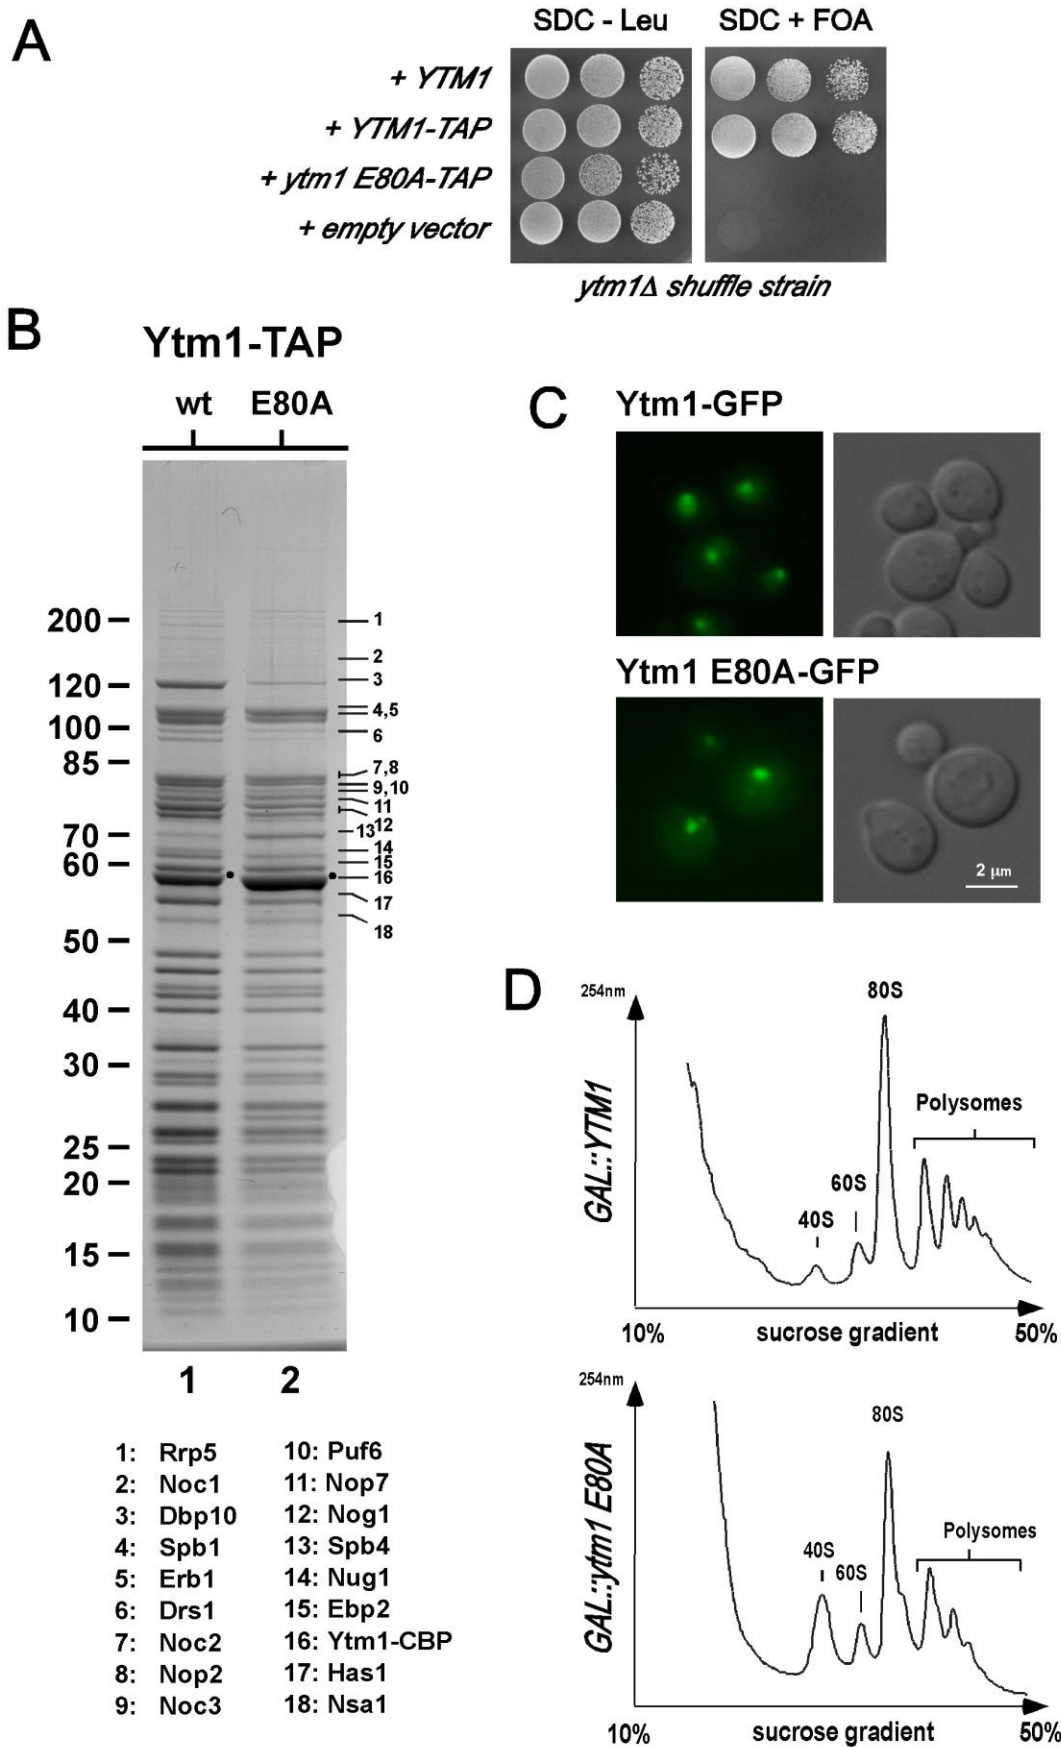 A
SDC - Leu
SDC + FOA
+ YTM1
+ YTM1-TAP
+ ytm1 E80A-TAP
+ empty vector
ytm1Δ shuffle strain
B
Ytm1-TAP
wt
E80A
200
120
100
85
70
60
50
40
30
25
20
15
10
1
2
3
4,5
6
7,8
9,10
11
12
13
14
15
16
17
18
1
2
1: Rrp5
2: Noc1
3: Dbp10
4: Spb1
5: Erb1
6: Drs1
7: Noc2
8: Nop2
9: Noc3
10: Puf6
11: Nop7
12: Nog1
13: Spb4
14: Nug1
15: Ebp2
16: Ytm1-CBP
17: Has1
18: Nsa1
C
Ytm1-GFP
Ytm1 E80A-GFP
2 μm
D
254nm
GAL::YTM1
40S
60S
80S
Polysomes
10%
sucrose gradient
50%
254nm
GAL::ytm1 E80A
40S
60S
80S
Polysomes
10%
sucrose gradient
50%